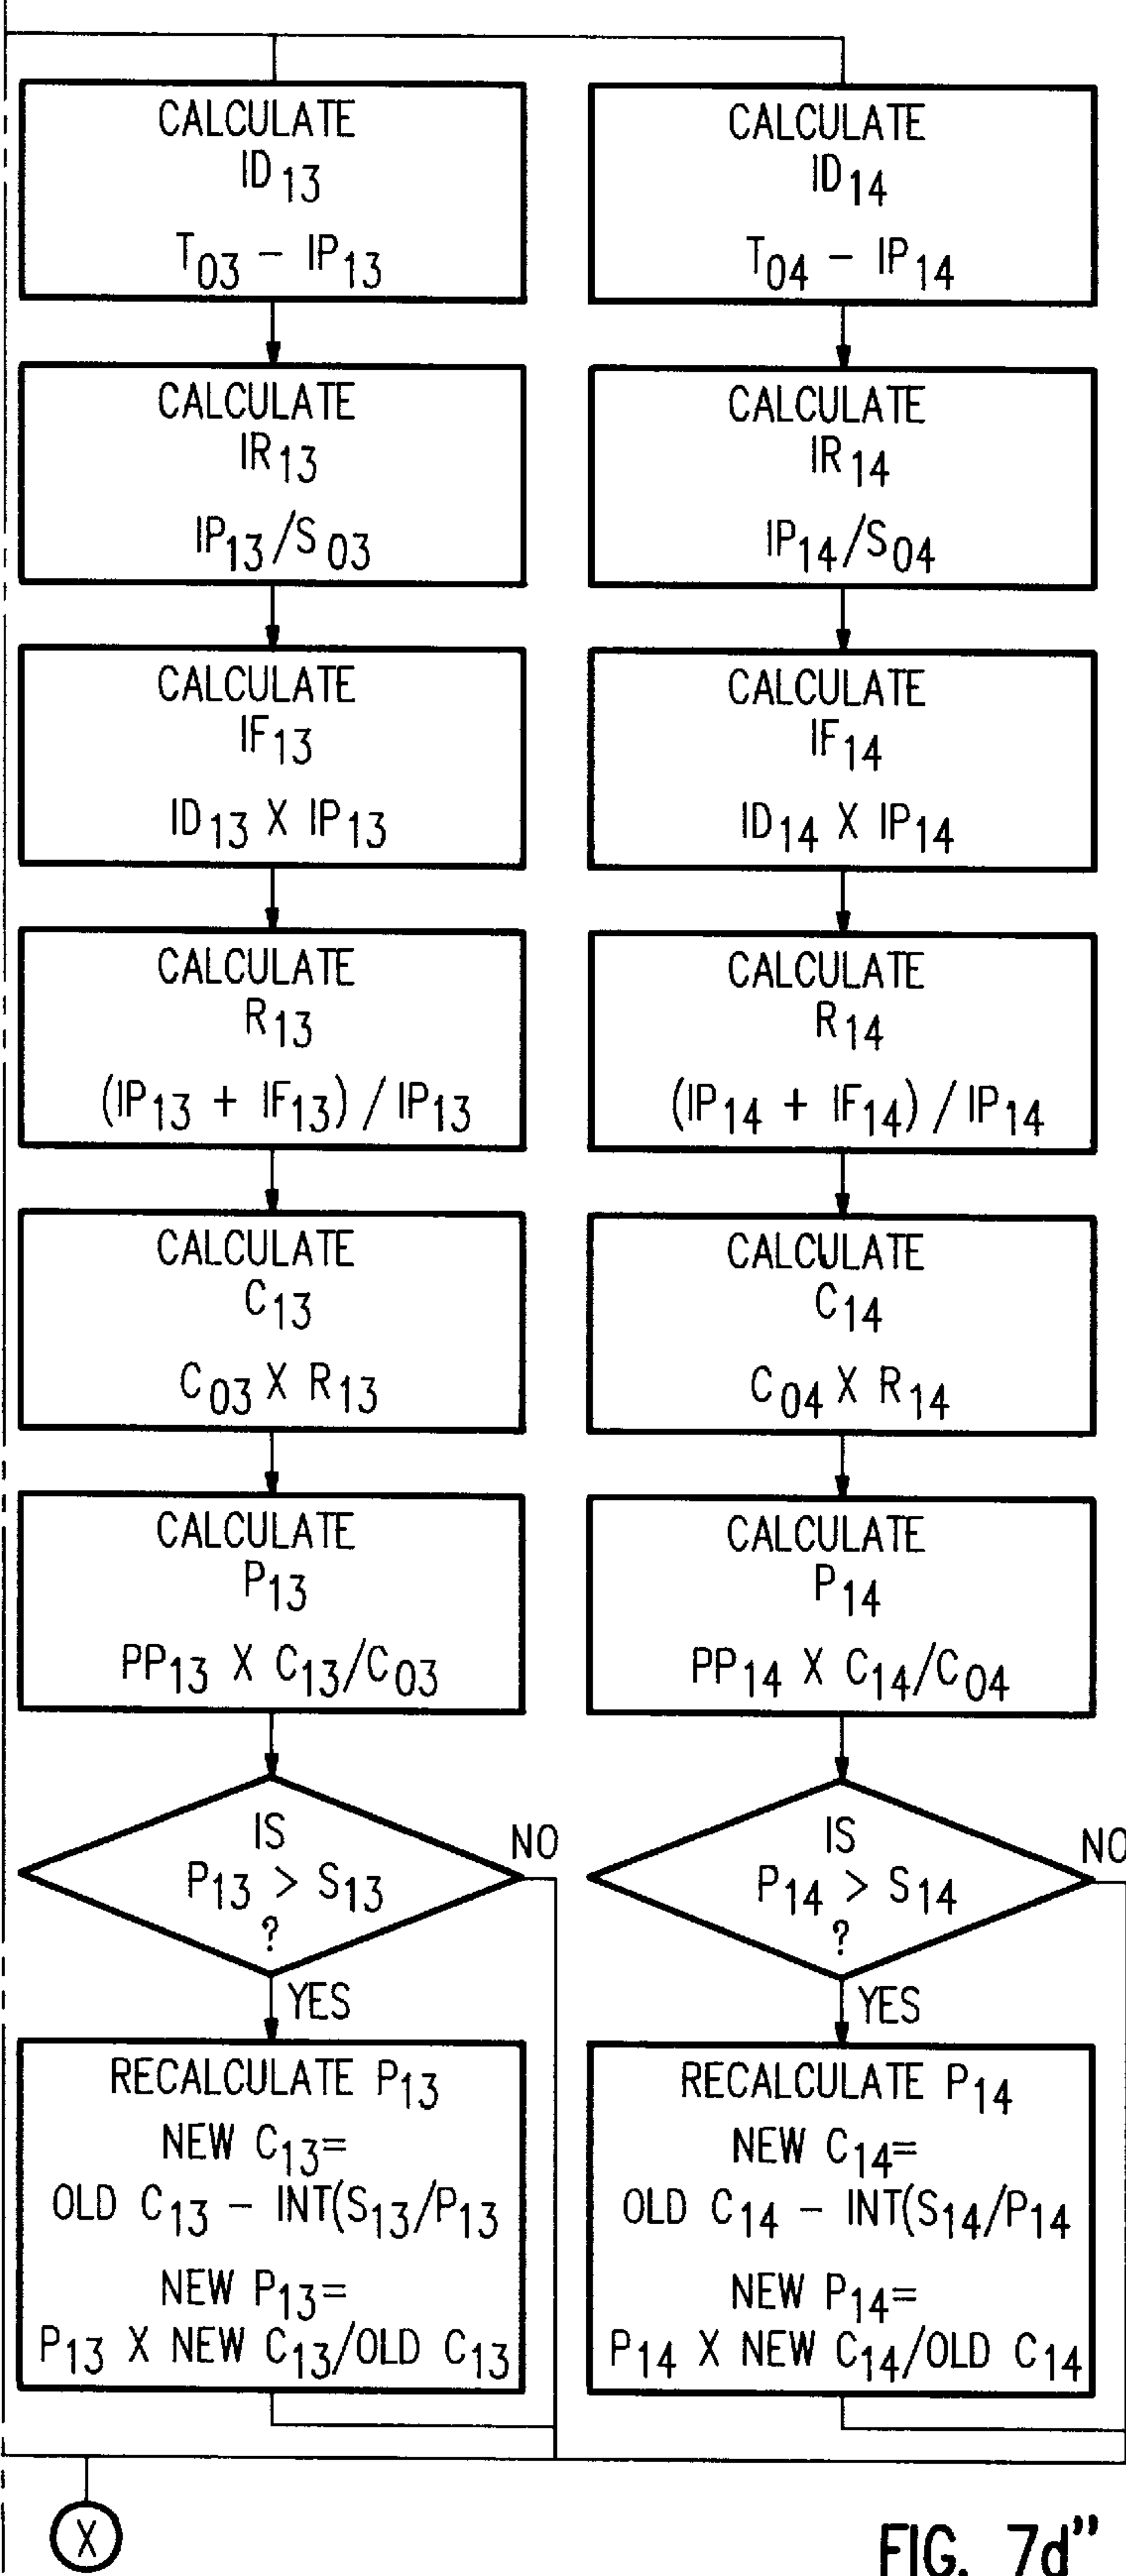 CALCULATE
ID13
T03 - IP13
CALCULATE
IR13
IP13/S03
CALCULATE
IF13
ID13 X IP13
CALCULATE
R13
(IP13 + IF13) / IP13
CALCULATE
C13
C03 X R13
CALCULATE
P13
PP13 X C13/C03
IS
P13 > S13
?
NO
YES
RECALCULATE P13
NEW C13=
OLD C13 - INT(S13/P13
NEW P13=
P13 X NEW C13/OLD C13
CALCULATE
ID14
T04 - IP14
CALCULATE
IR14
IP14/S04
CALCULATE
IF14
ID14 X IP14
CALCULATE
R14
(IP14 + IF14) / IP14
CALCULATE
C14
C04 X R14
CALCULATE
P14
PP14 X C14/C04
IS
P14 > S14
?
NO
YES
RECALCULATE P14
NEW C14=
OLD C14 - INT(S14/P14
NEW P14=
P14 X NEW C14/OLD C14
X
FIG. 7d"